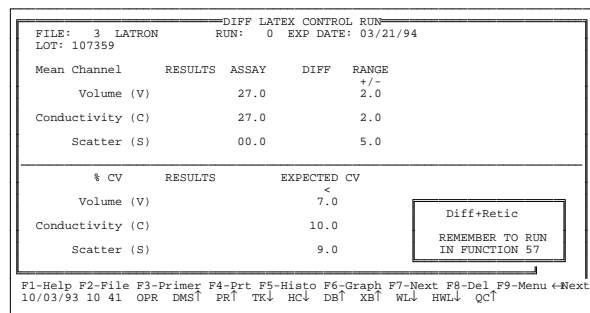 DIFF LATEX CONTROL RUN
FILE: 3 LATRON RUN: 0 EXP DATE: 03/21/94
LOT: 107359
Mean Channel RESULTS ASSAY DIFF RANGE
+/-
Volume (V) 27.0 2.0
Conductivity (C) 27.0 2.0
Scatter (S) 00.0 5.0
% CV RESULTS EXPECTED CV
<
Volume (V) 7.0
Conductivity (C) 10.0
Scatter (S) 9.0
Diff+Retic
REMEMBER TO RUN
IN FUNCTION 57
F1-Help F2-File F3-Primer F4-Prt F5-Histo F6-Graph F7-Next F8-Del F9-Menu ↔Next
10/03/93 10 41 OPR DMS↑ PR↑ TK↓ HC↓ DB↑ XB↑ WL↓ HWL↓ QC↑